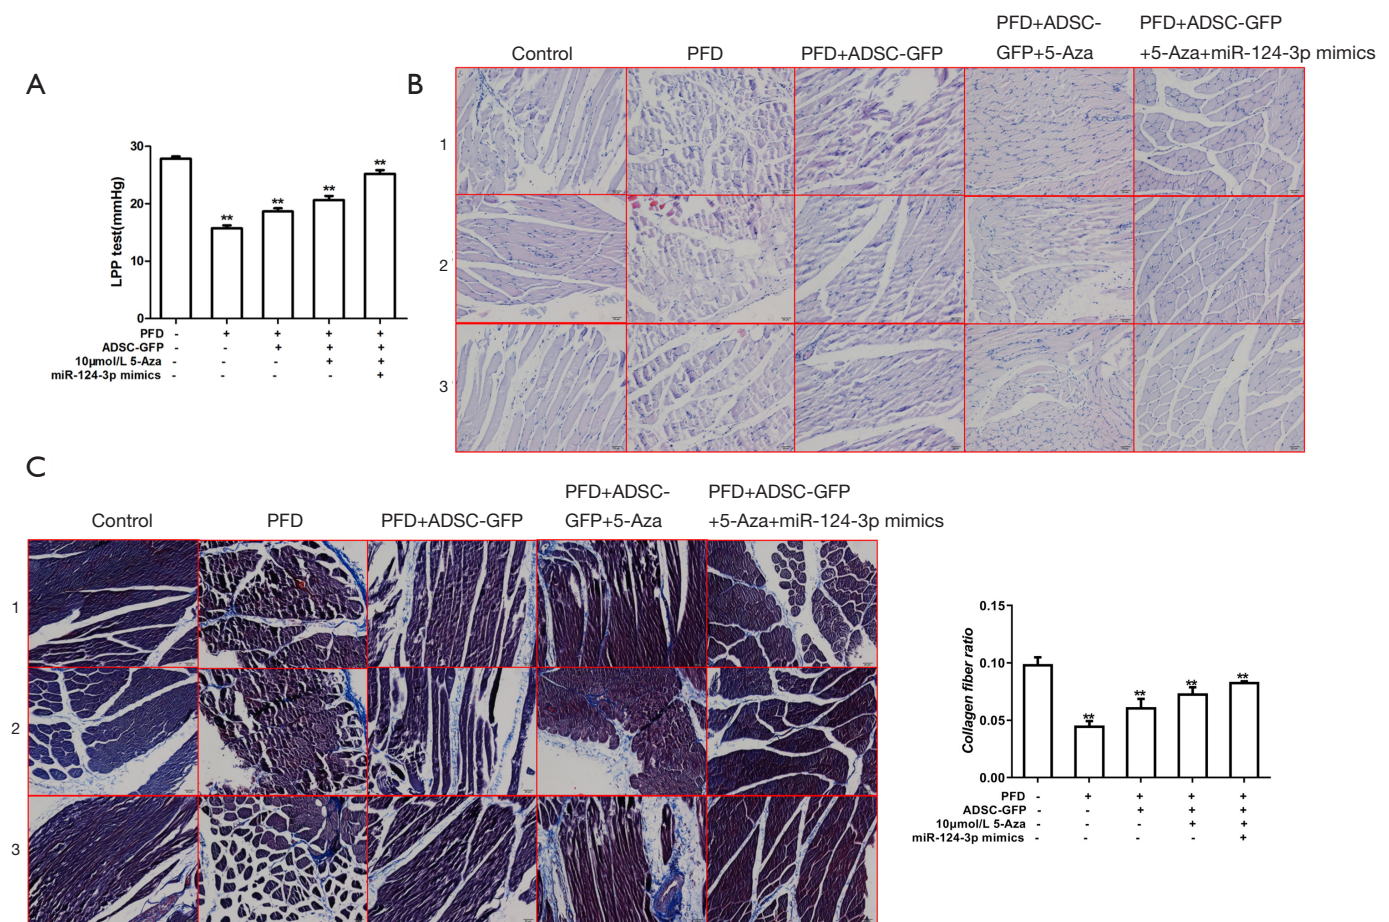 A
30
20
10
0
LPP test(mmHg)
**
**
**
**
PFD - + + + +
ADSC-GFP - - + + +
10μmol/L 5-Aza - - - + +
miR-124-3p mimics - - - - +
B
Control
PFD
PFD+ADSC-GFP
PFD+ADSC-
GFP+5-Aza
PFD+ADSC-GFP
+5-Aza+miR-124-3p mimics
1
2
3
C
Control
PFD
PFD+ADSC-GFP
PFD+ADSC-
GFP+5-Aza
PFD+ADSC-GFP
+5-Aza+miR-124-3p mimics
1
2
3
0.15
0.10
0.05
0.00
Collagen fiber ratio
**
**
**
**
PFD - + + + +
ADSC-GFP - - + + +
10μmol/L 5-Aza - - - + +
miR-124-3p mimics - - - - +